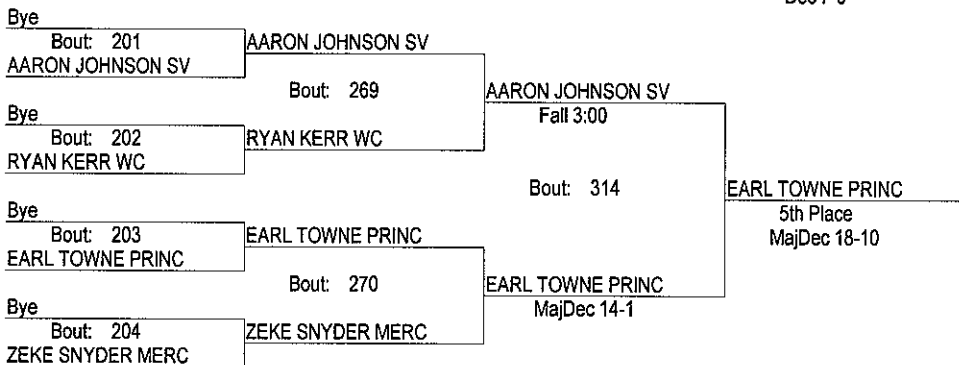 Bye
Bout: 201
AARON JOHNSON SV
AARON JOHNSON SV
Bout: 269
AARON JOHNSON SV
Fall 3:00
Bye
Bout: 202
RYAN KERR WC
RYAN KERR WC
Bout: 314
EARL TOWNE PRINC
5th Place
MajDec 18-10
Bye
Bout: 203
EARL TOWNE PRINC
EARL TOWNE PRINC
Bout: 270
EARL TOWNE PRINC
MajDec 14-1
Bye
Bout: 204
ZEKE SNYDER MERC
ZEKE SNYDER MERC